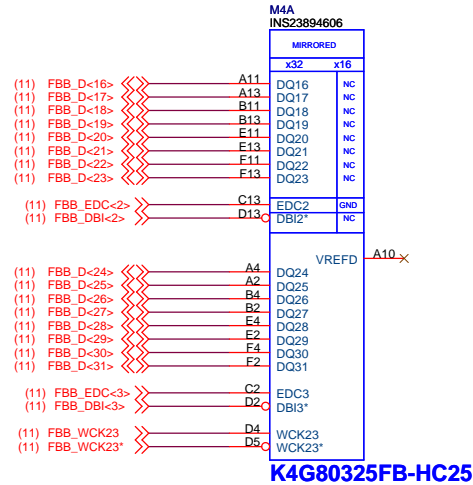 M4A
INS23894606
MIRRORED
x32 x16
(11) FBB_D<16> A11 DQ16 NC
(11) FBB_D<17> A13 DQ17 NC
(11) FBB_D<18> B11 DQ18 NC
(11) FBB_D<19> B13 DQ19 NC
(11) FBB_D<20> E11 DQ20 NC
(11) FBB_D<21> E13 DQ21 NC
(11) FBB_D<22> F11 DQ22 NC
(11) FBB_D<23> F13 DQ23 NC
(11) FBB_EDC<2> C13 EDC2 GND
(11) FBB_DBI<2> D13 DBI2* NC
VREFD A10
(11) FBB_D<24> A4 DQ24
(11) FBB_D<25> A2 DQ25
(11) FBB_D<26> B4 DQ26
(11) FBB_D<27> B2 DQ27
(11) FBB_D<28> E4 DQ28
(11) FBB_D<29> E2 DQ29
(11) FBB_D<30> F4 DQ30
(11) FBB_D<31> F2 DQ31
(11) FBB_EDC<3> C2 EDC3
(11) FBB_DBI<3> D2 DBI3*
(11) FBB_WCK23 D4 WCK23
(11) FBB_WCK23* D5 WCK23*
K4G80325FB-HC25